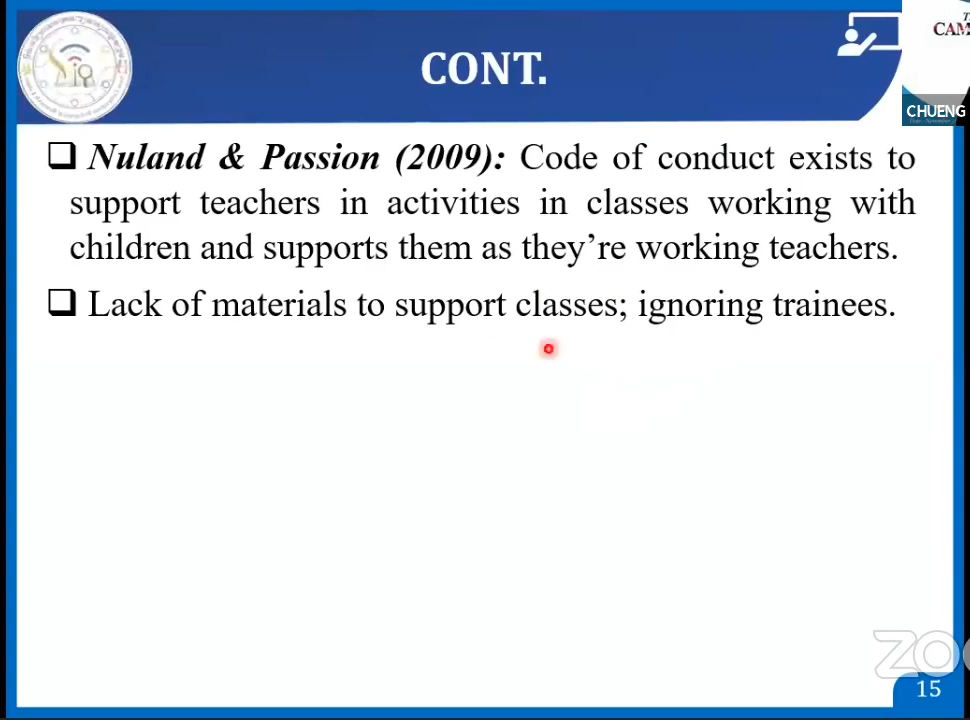 CONT.
CAM
CHUENG
❑ Nuland & Passion (2009): Code of conduct exists to
support teachers in activities in classes working with
children and supports them as they’re working teachers.
❑ Lack of materials to support classes; ignoring trainees.
15